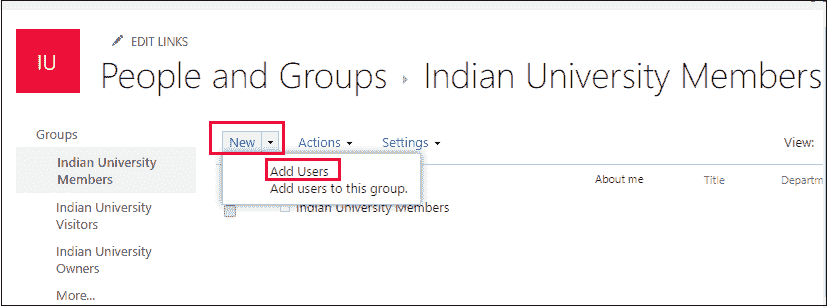 IU
EDIT LINKS
People and Groups › Indian University Members
Groups
Indian University
Members
Indian University
Visitors
Indian University
Owners
More...
New Actions Settings View:
Add Users
Add users to this group.
About me Title Departm
Indian University Members